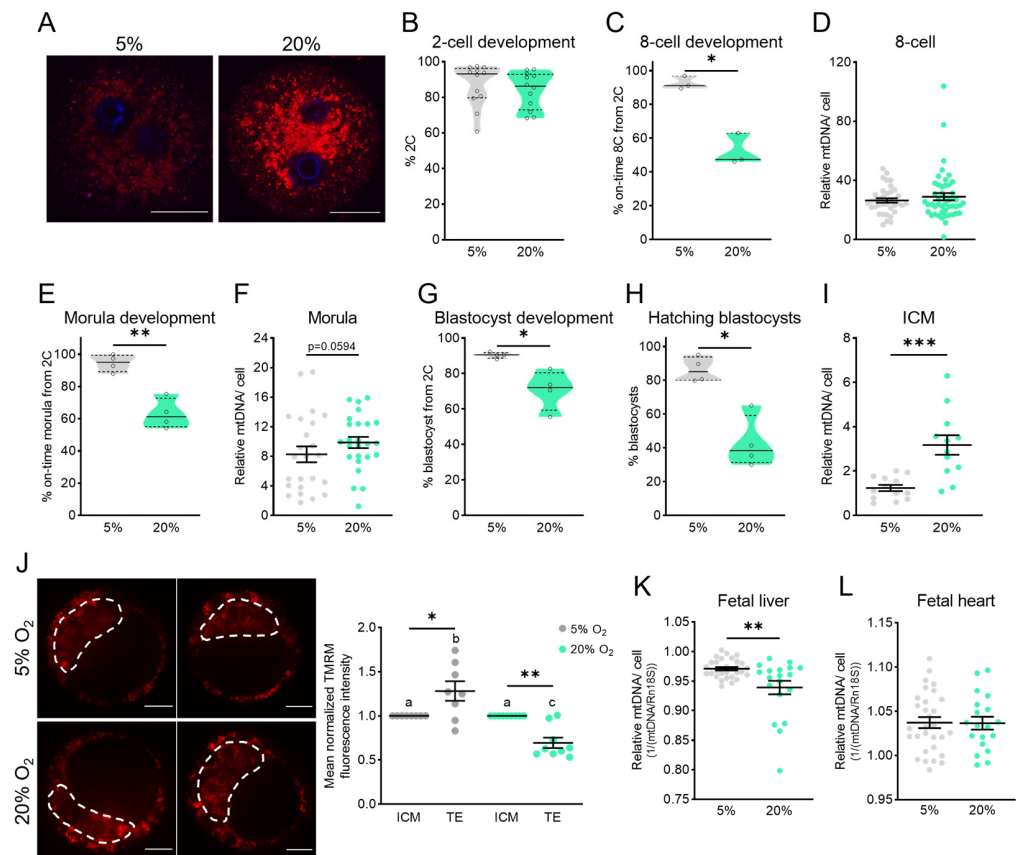 A
5%
20%
B
2-cell development
% 2C
100
80
60
40
20
0
5%
20%
C
8-cell development
*
% on-time 8C from 2C
100
80
60
40
20
0
5%
20%
D
8-cell
Relative mtDNA/ cell
120
80
40
0
5%
20%
E
Morula development
**
% on-time morula from 2C
100
80
60
40
20
0
5%
20%
F
Morula
p=0.0594
Relative mtDNA/ cell
24
20
16
12
8
4
0
5%
20%
G
Blastocyst development
*
% blastocyst from 2C
100
80
60
40
20
0
5%
20%
H
Hatching blastocysts
*
% blastocysts
100
80
60
40
20
0
5%
20%
I
ICM
***
Relative mtDNA/ cell
8
6
4
2
0
5%
20%
J
5% O₂
20% O₂
Mean normalized TMRM
fluorescence intensity
2.0
1.5
1.0
0.5
0.0
*
**
a
b
a
c
5% O₂
20% O₂
ICM
TE
ICM
TE
K
Fetal liver
**
Relative mtDNA/ cell
(1/(mtDNA/Rn18S))
1.05
1.00
0.95
0.90
0.85
0.80
0.75
5%
20%
L
Fetal heart
Relative mtDNA/ cell
(1/(mtDNA/Rn18S))
1.15
1.10
1.05
1.00
0.95
5%
20%